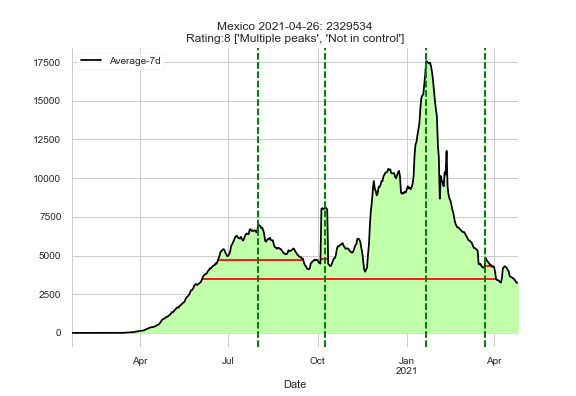 Mexico 2021-04-26: 2329534
Rating:8 ['Multiple peaks', 'Not in control']
Average-7d
17500
15000
12500
10000
7500
5000
2500
0
Apr
Jul
Oct
Jan
2021
Apr
Date